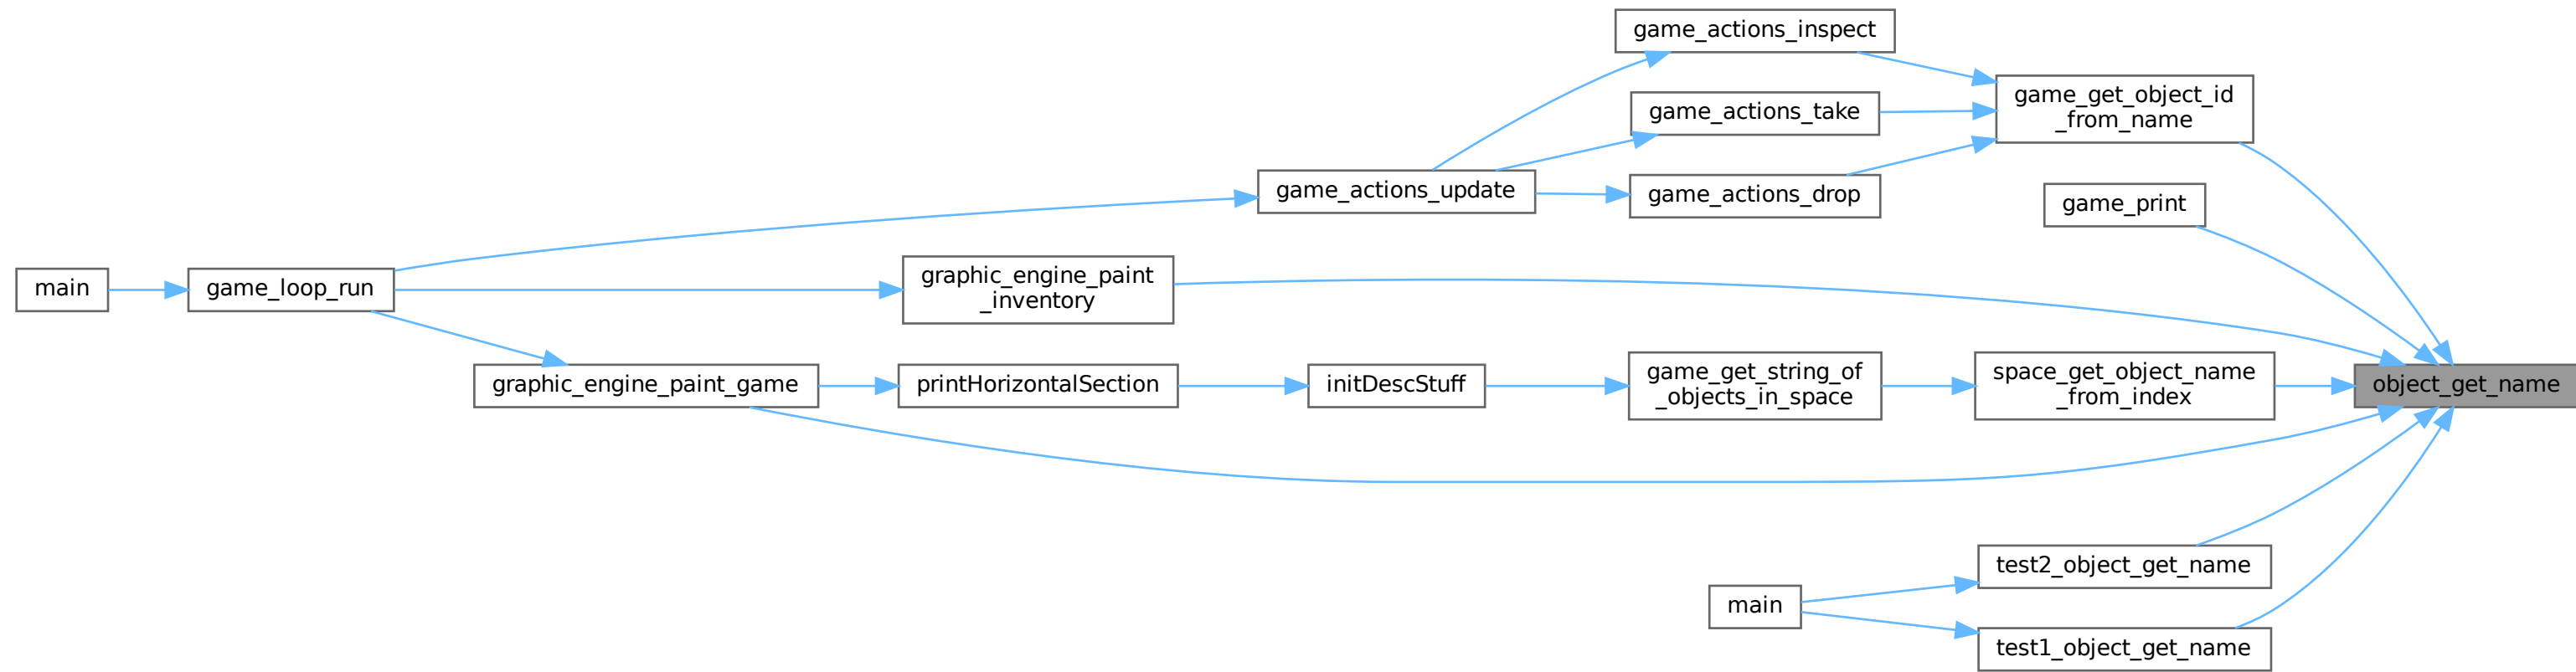 game_actions_inspect
game_get_object_id
_from_name
game_actions_take
game_actions_update
game_actions_drop
game_print
main
game_loop_run
graphic_engine_paint
_inventory
graphic_engine_paint_game
printHorizontalSection
initDescStuff
game_get_string_of
_objects_in_space
space_get_object_name
_from_index
object_get_name
test2_object_get_name
main
test1_object_get_name